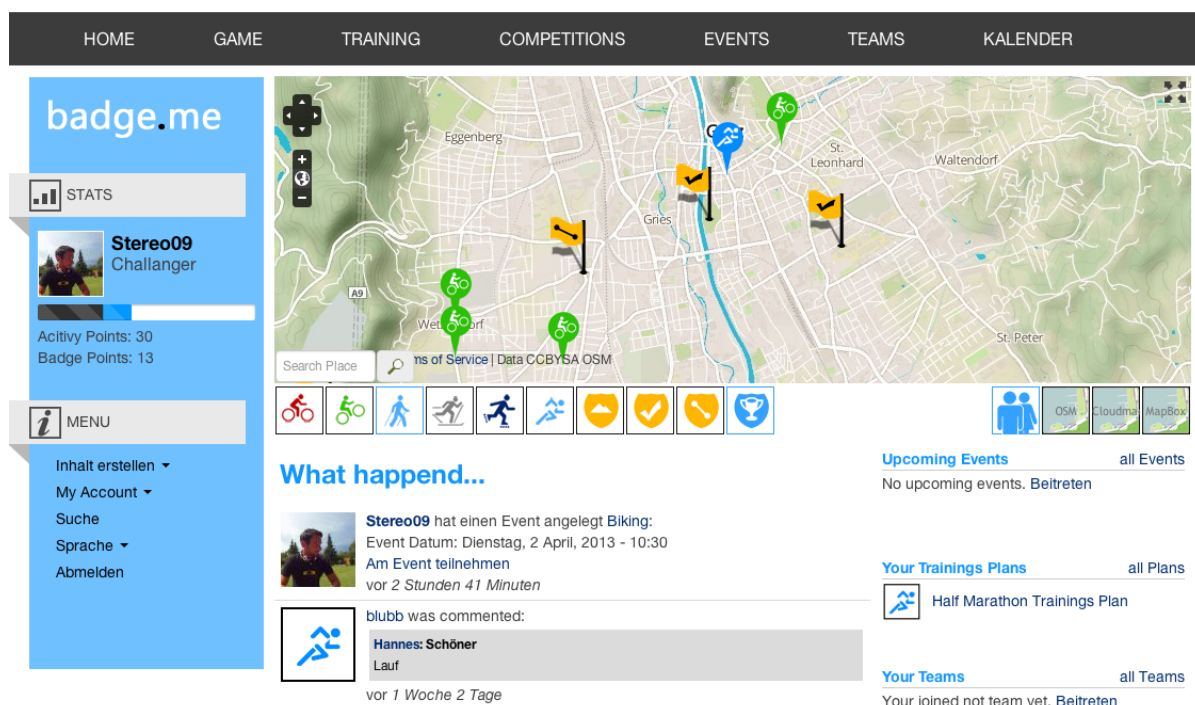 HOME GAME TRAINING COMPETITIONS EVENTS TEAMS KALENDER
badge.me
STATS
Stereo09
Challanger
Acitivy Points: 30
Badge Points: 13
MENU
Inhalt erstellen
My Account
Suche
Sprache
Abmelden
Eggenberg
St.
Leonhard
Waltendorf
Gries
A9
St. Peter
Search Place
of Service | Data CCBYSA OSM
OSM
MapBox
What happend...
Stereo09 hat einen Event angelegt Biking:
Event Datum: Dienstag, 2 April, 2013 - 10:30
Am Event teilnehmen
vor 2 Stunden 41 Minuten
blubb was commented:
Hannes: Schöner
Lauf
vor 1 Woche 2 Tage
Upcoming Events all Events
No upcoming events. Beitreten
Your Trainings Plans all Plans
Half Marathon Trainings Plan
Your Teams all Teams
Your joined not team yet. Beitreten